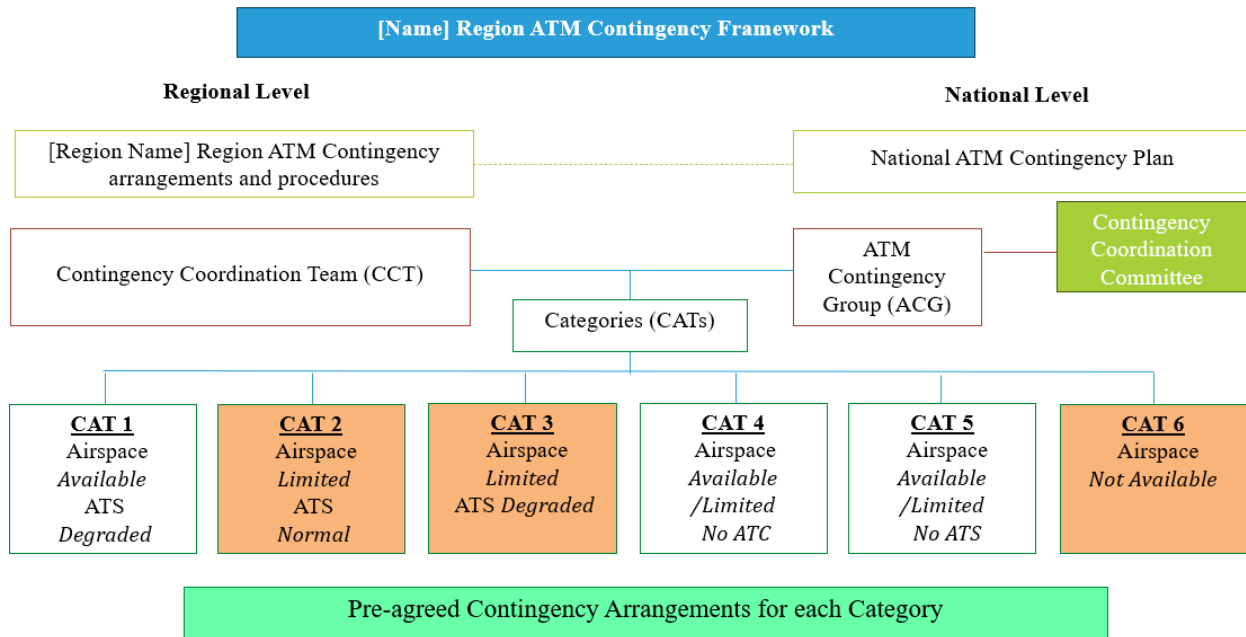 [Name] Region ATM Contingency Framework
Regional Level
National Level
[Region Name] Region ATM Contingency
arrangements and procedures
National ATM Contingency Plan
Contingency Coordination Team (CCT)
ATM
Contingency
Group (ACG)
Contingency
Coordination
Committee
Categories (CATs)
CAT 1
Airspace
Available
ATS
Degraded
CAT 2
Airspace
Limited
ATS
Normal
CAT 3
Airspace
Limited
ATS Degraded
CAT 4
Airspace
Available
/Limited
No ATC
CAT 5
Airspace
Available
/Limited
No ATS
CAT 6
Airspace
Not Available
Pre-agreed Contingency Arrangements for each Category